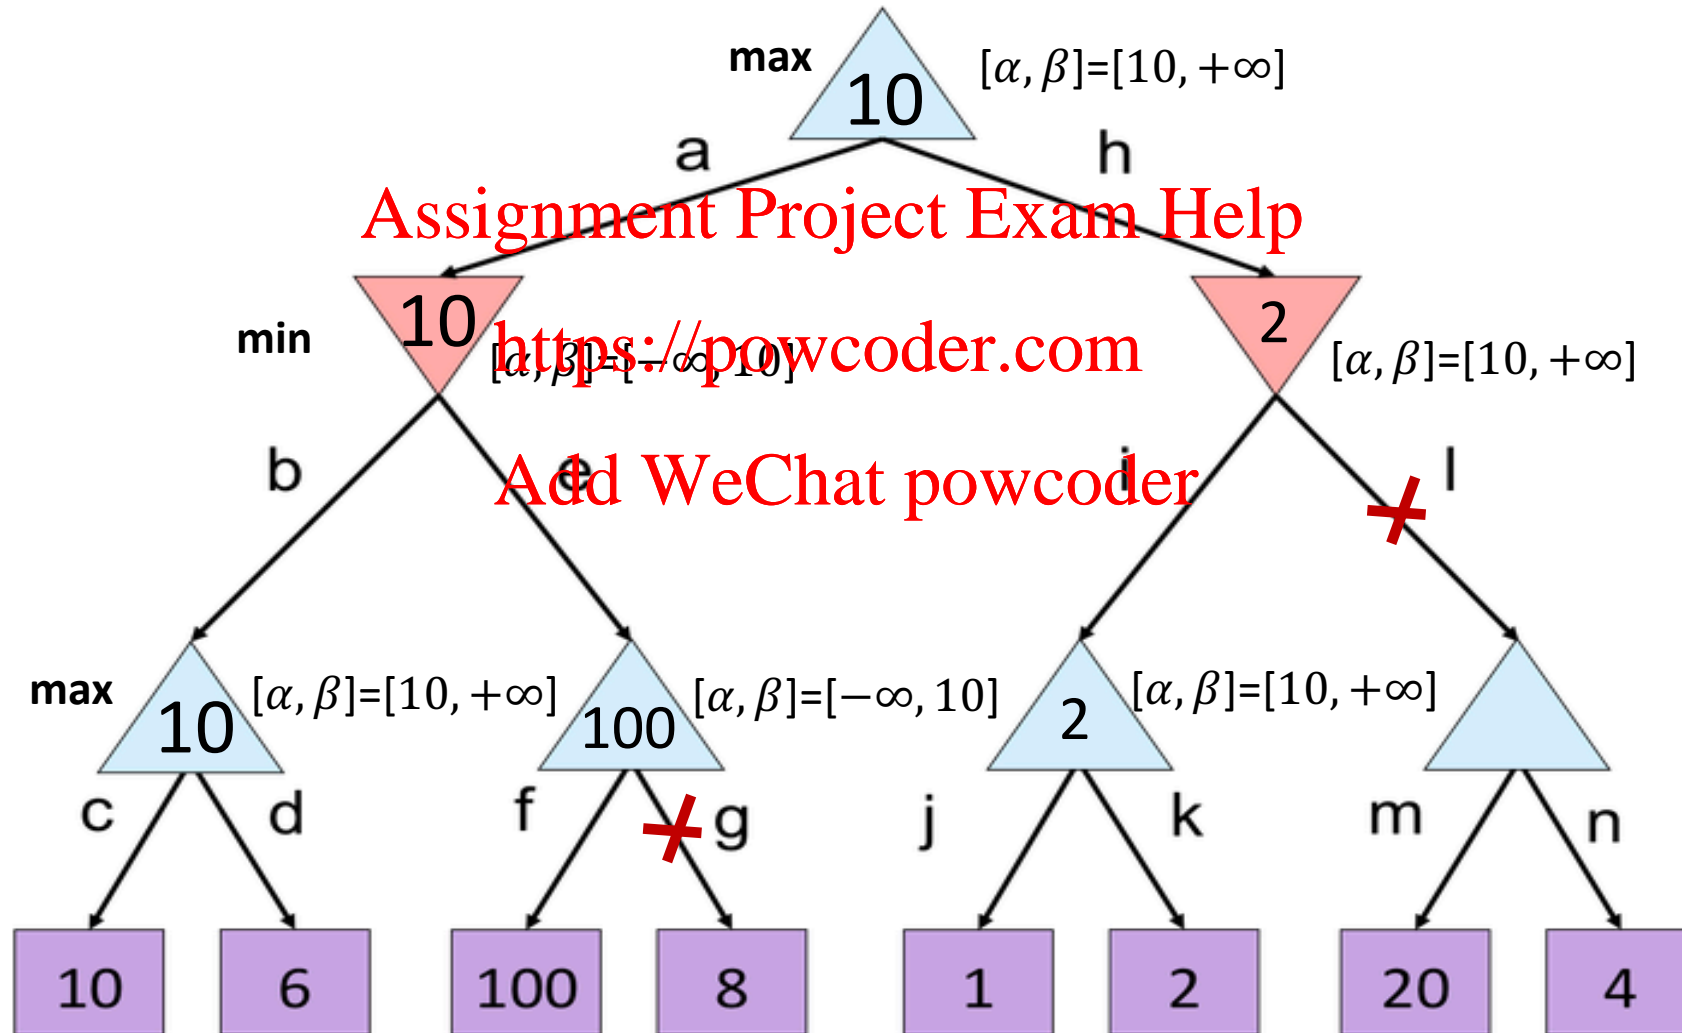 max
10
[α, β]=[10, +∞]
a
h
Assignment Project Exam Help
min
10
[α, β]=[−∞, 10]
https://powcoder.com
2
[α, β]=[10, +∞]
b
e
Add WeChat powcoder
i
l
max
10
[α, β]=[10, +∞]
100
[α, β]=[−∞, 10]
2
[α, β]=[10, +∞]
c
d
f
g
j
k
m
n
10
6
100
8
1
2
20
4